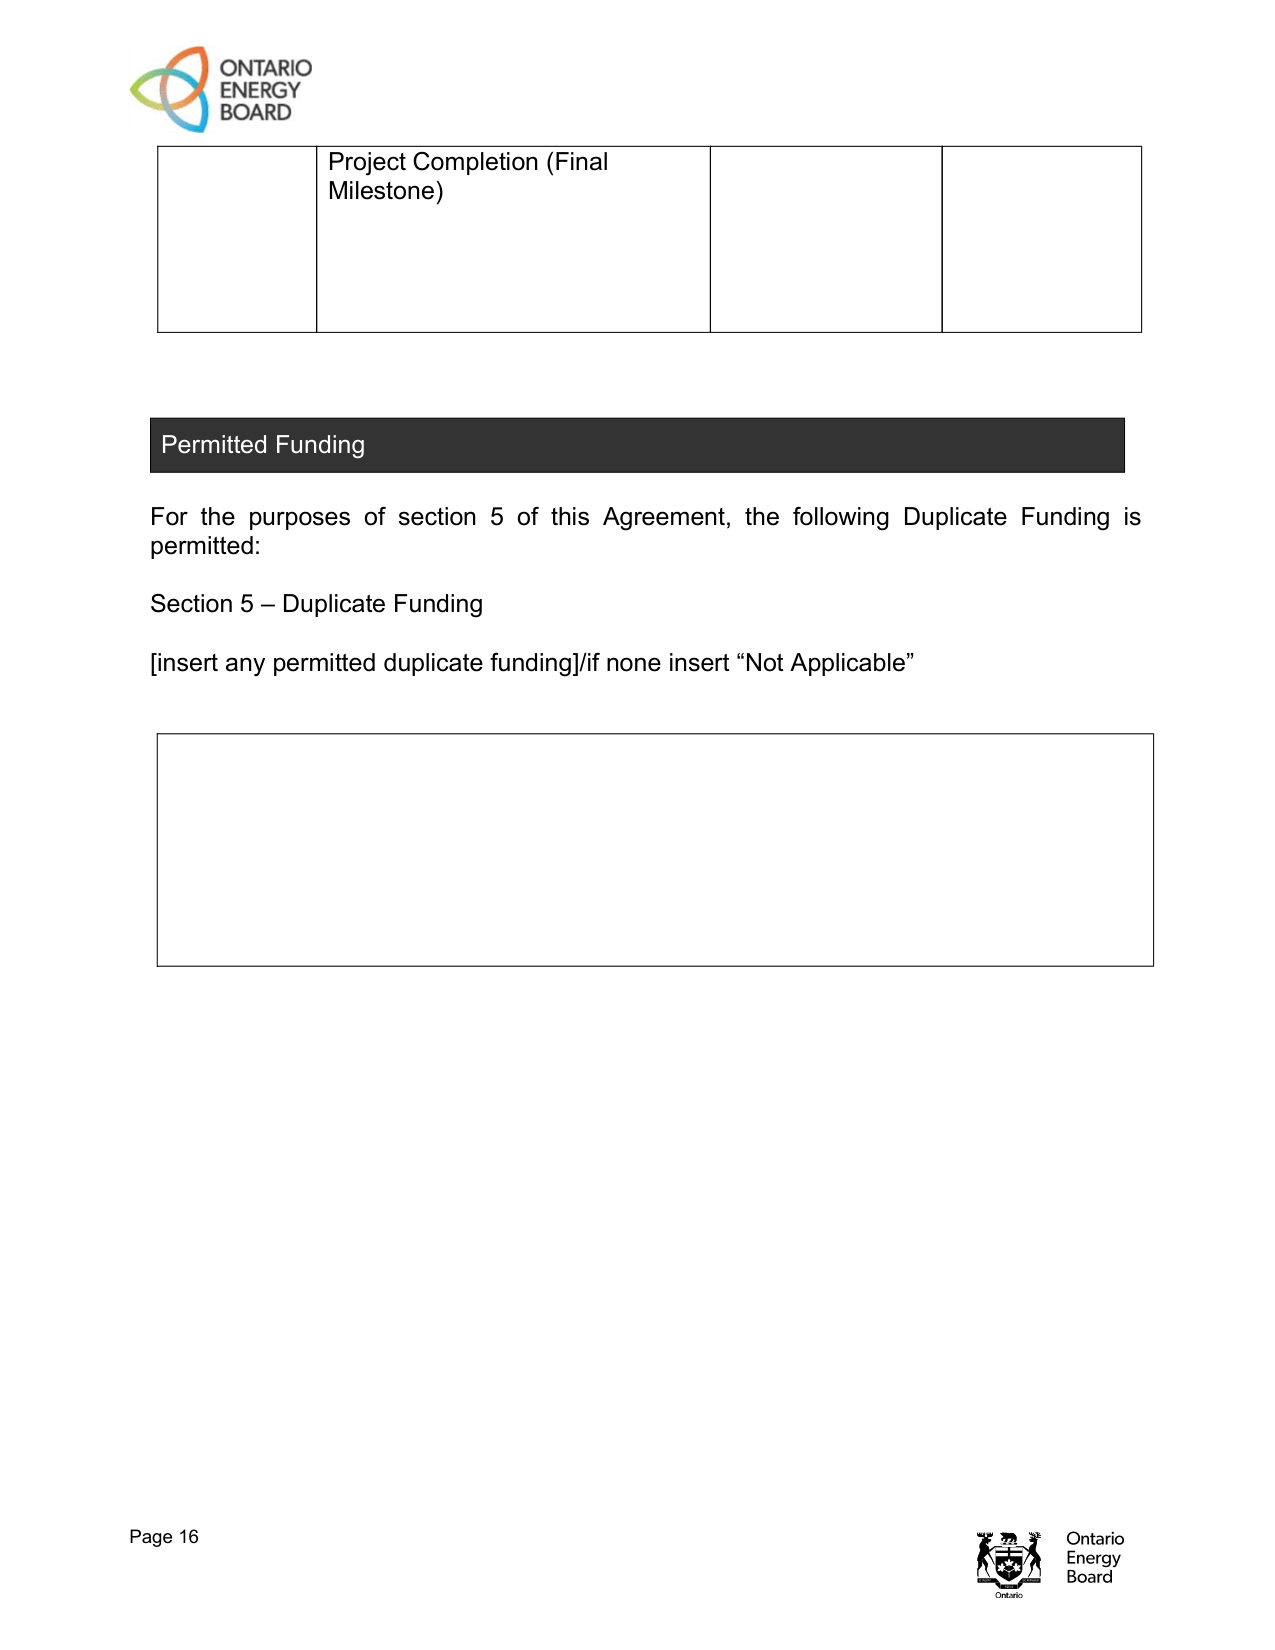 ONTARIO
ENERGY
BOARD
Project Completion (Final
Milestone)
Permitted Funding
For the purposes of section 5 of this Agreement, the following Duplicate Funding is
permitted:
Section 5 – Duplicate Funding
[insert any permitted duplicate funding]/if none insert “Not Applicable”
Page 16
Ontario
Energy
Board
Ontario